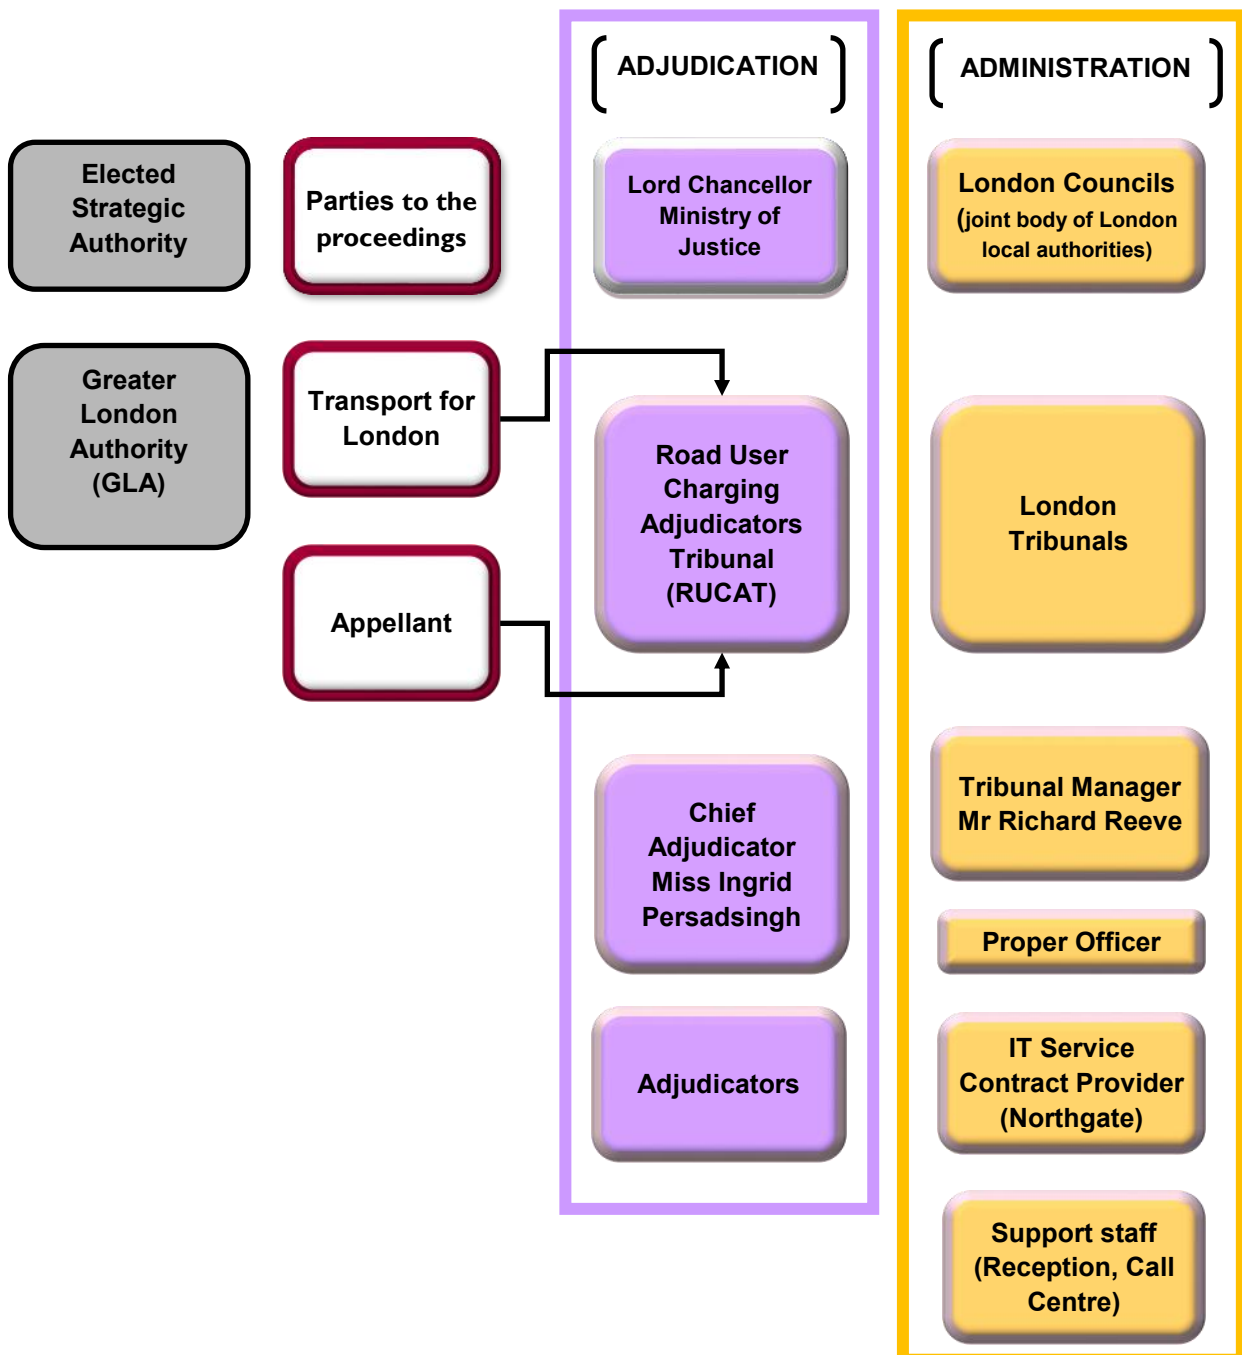 ADJUDICATION
ADMINISTRATION
Elected
Strategic
Authority
Parties to the
proceedings
Lord Chancellor
Ministry of
Justice
London Councils
(joint body of London
local authorities)
Greater
London
Authority
(GLA)
Transport for
London
Appellant
Road User
Charging
Adjudicators
Tribunal
(RUCAT)
London
Tribunals
Chief
Adjudicator
Miss Ingrid
Persadsingh
Tribunal Manager
Mr Richard Reeve
Proper Officer
Adjudicators
IT Service
Contract Provider
(Northgate)
Support staff
(Reception, Call
Centre)